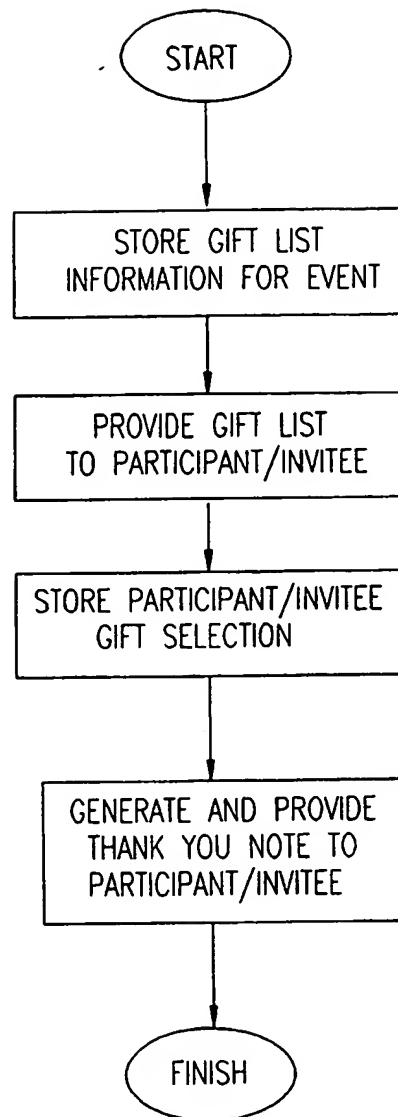 START
STORE GIFT LIST
INFORMATION FOR EVENT
PROVIDE GIFT LIST
TO PARTICIPANT/INVITEE
STORE PARTICIPANT/INVITEE
GIFT SELECTION
GENERATE AND PROVIDE
THANK YOU NOTE TO
PARTICIPANT/INVITEE
FINISH